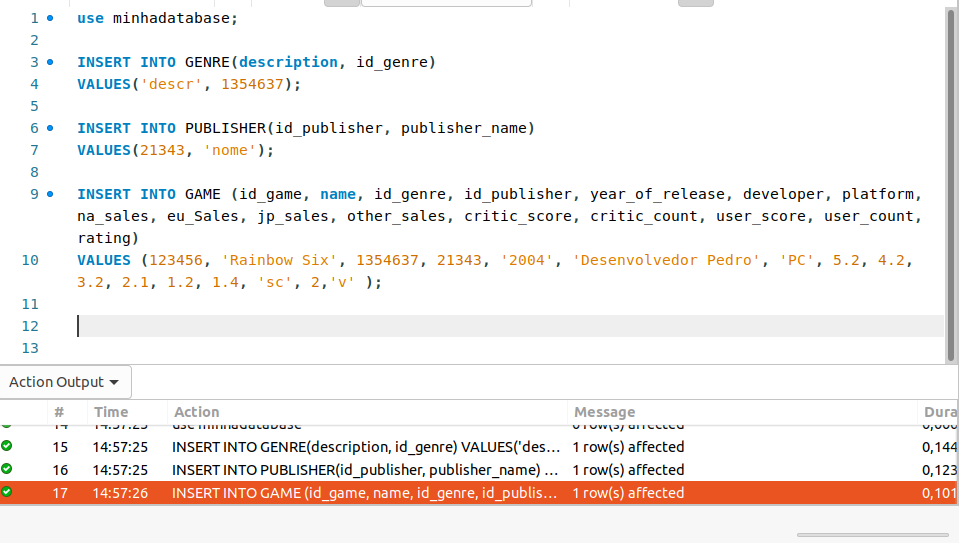 1 use minhadatabase;
2
3 INSERT INTO GENRE(description, id_genre)
4 VALUES('descr', 1354637);
5
6 INSERT INTO PUBLISHER(id_publisher, publisher_name)
7 VALUES(21343, 'nome');
8
9 INSERT INTO GAME (id_game, name, id_genre, id_publisher, year_of_release, developer, platform,
na_sales, eu_Sales, jp_sales, other_sales, critic_score, critic_count, user_score, user_count,
rating)
10 VALUES (123456, 'Rainbow Six', 1354637, 21343, '2004', 'Desenvolvedor Pedro', 'PC', 5.2, 4.2,
3.2, 2.1, 1.2, 1.4, 'sc', 2,'v' );
11
12
13
Action Output
# Time Action Message Dura
14 14:57:25 use minhadatabase 0 row(s) affected
15 14:57:25 INSERT INTO GENRE(description, id_genre) VALUES('des... 1 row(s) affected 0,144
16 14:57:25 INSERT INTO PUBLISHER(id_publisher, publisher_name) ... 1 row(s) affected 0,123
17 14:57:26 INSERT INTO GAME (id_game, name, id_genre, id_publis... 1 row(s) affected 0,101